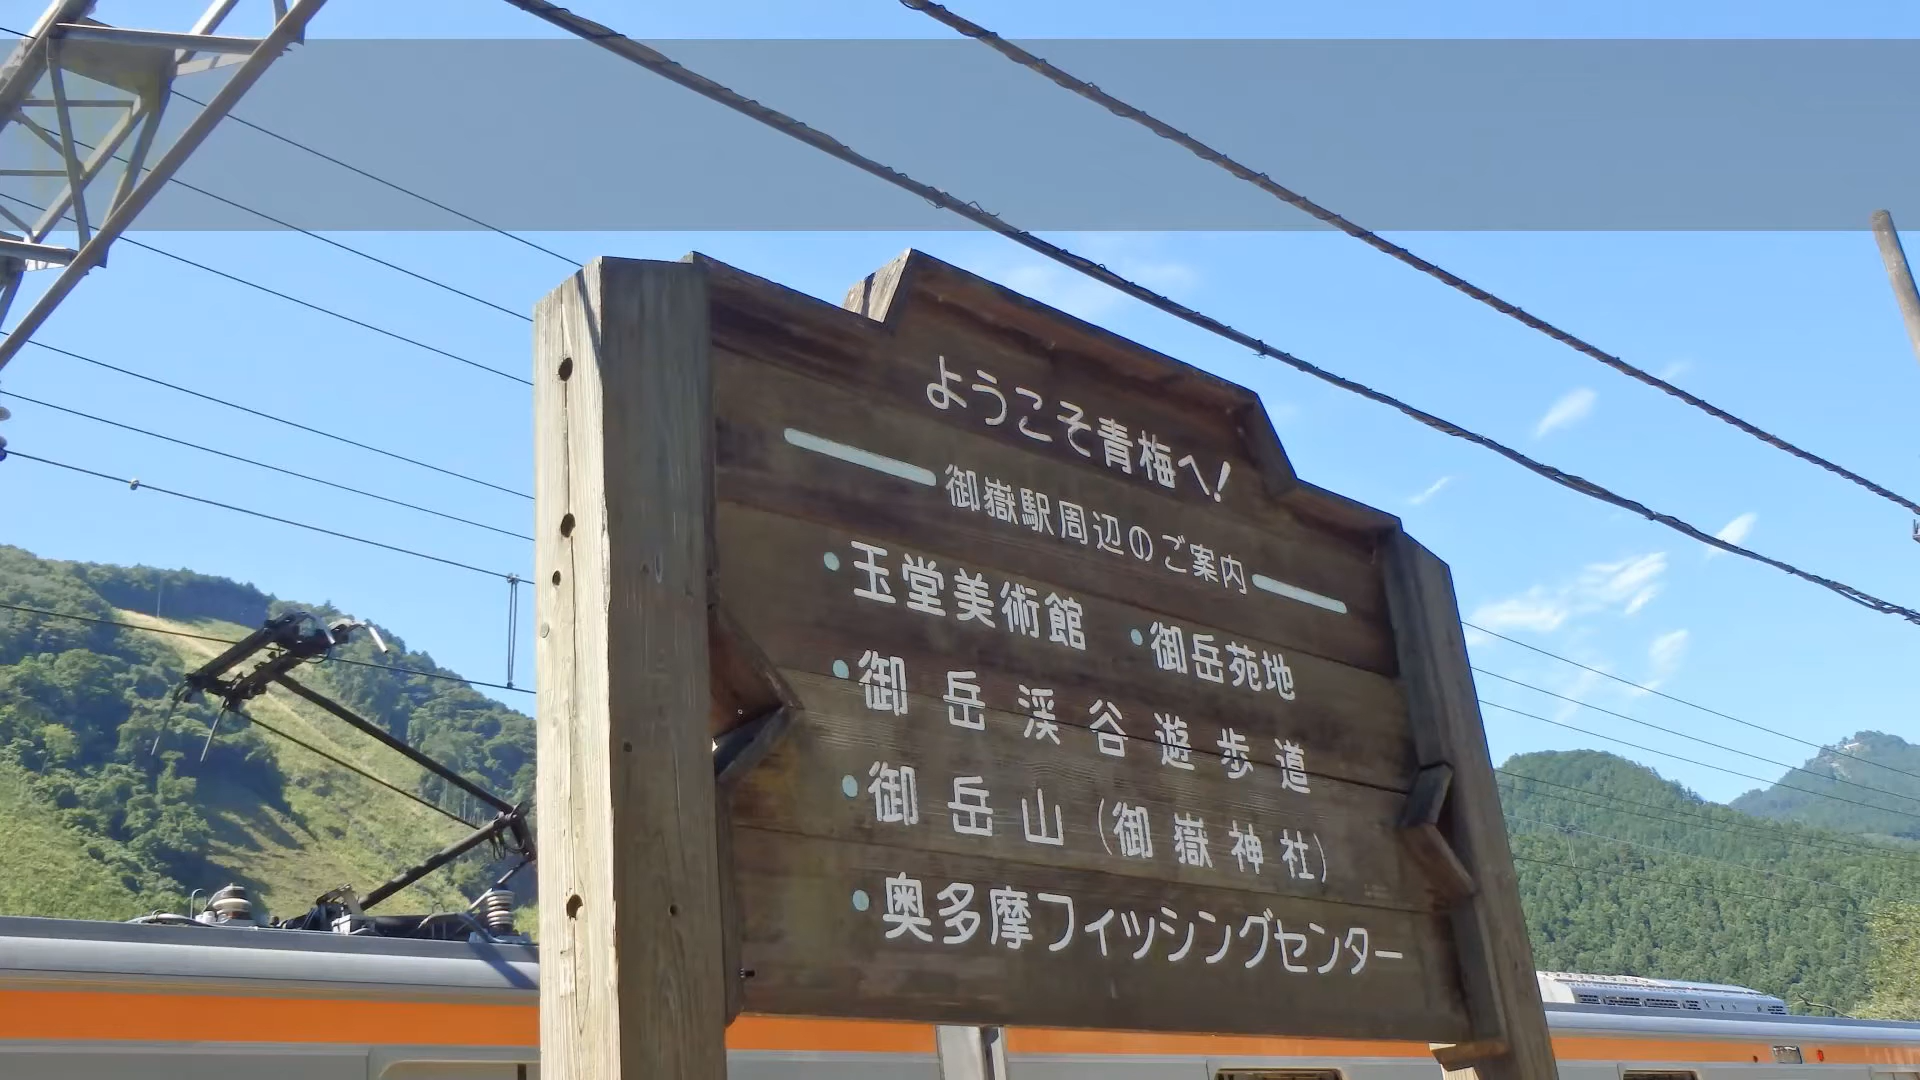 ようこそ青梅へ!
御嶽駅周辺のご案内
・玉堂美術館 ・御岳苑地
・御岳渓谷遊歩道
・御岳山(御嶽神社)
・奥多摩フィッシングセンター